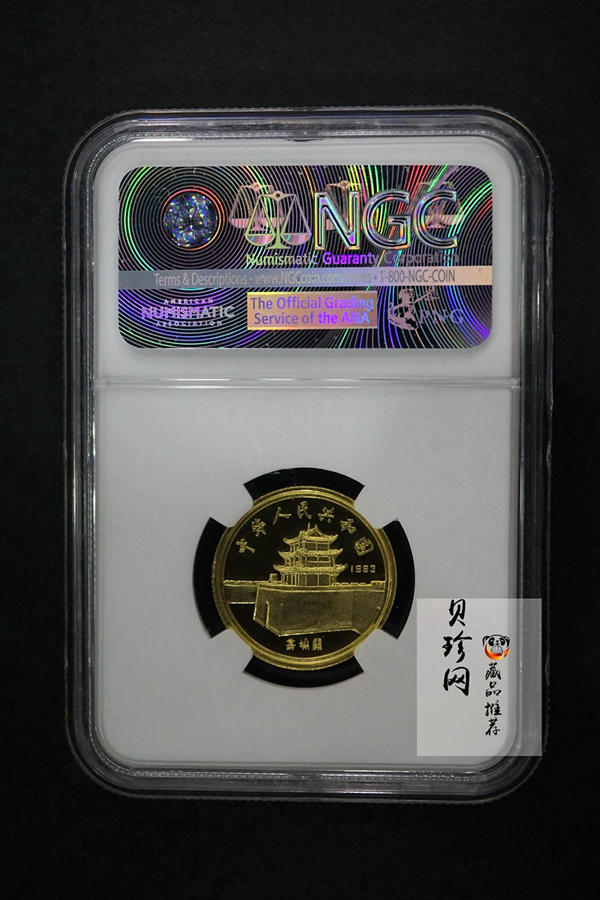 NGC
Numismatic Guaranty Corporation
Terms & Descriptions - www.NGCcoin.com/terms • 1-800-NGC-COIN
AMERICAN
NUMISMATIC
ASSOCIATION
The Official Grading
Service of the ANA
PNG
中华人民共和国
1983
嘉峪關
贝珍网
藏品推荐